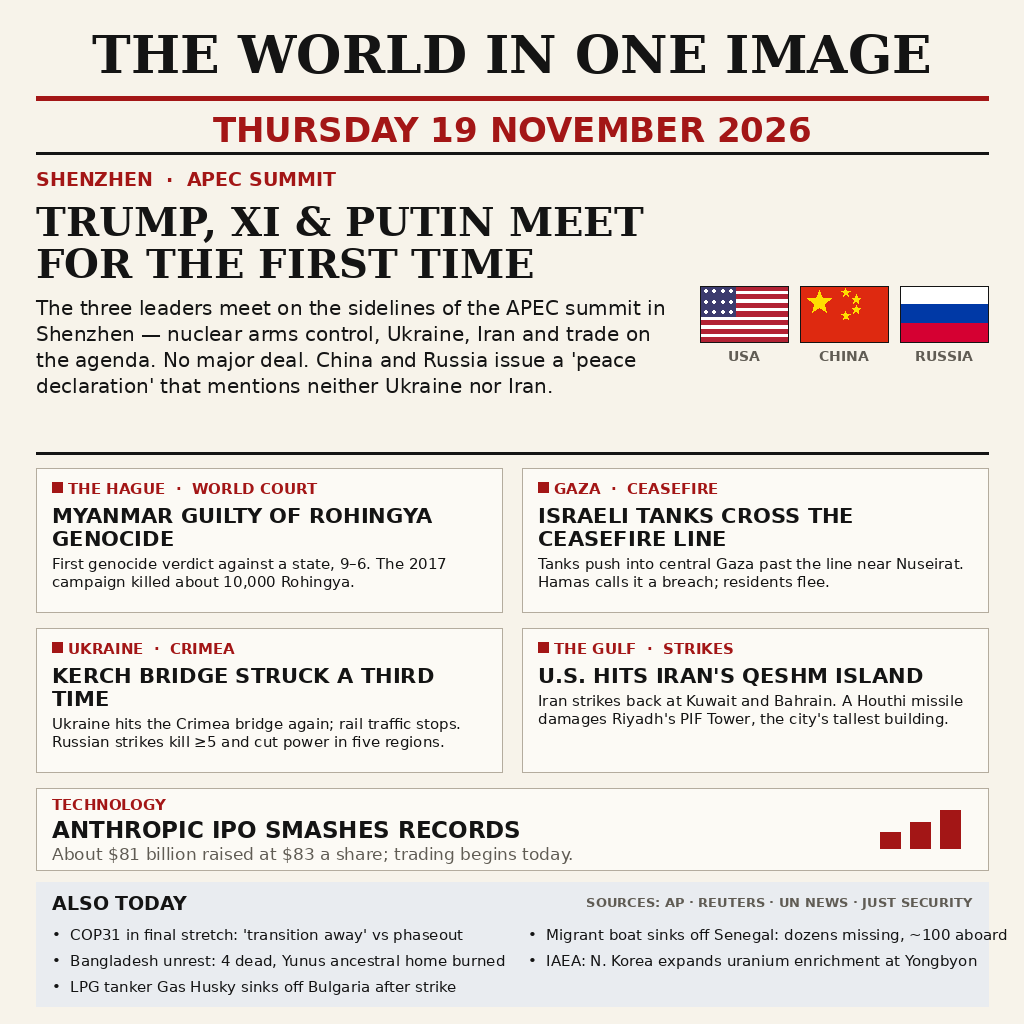 THE WORLD IN ONE IMAGE
THURSDAY 19 NOVEMBER 2026
SHENZHEN · APEC SUMMIT
TRUMP, XI & PUTIN MEET
FOR THE FIRST TIME
The three leaders meet on the sidelines of the APEC summit in
Shenzhen — nuclear arms control, Ukraine, Iran and trade on
the agenda. No major deal. China and Russia issue a 'peace
declaration' that mentions neither Ukraine nor Iran.
USA
CHINA
RUSSIA
THE HAGUE · WORLD COURT
MYANMAR GUILTY OF ROHINGYA
GENOCIDE
First genocide verdict against a state, 9–6. The 2017
campaign killed about 10,000 Rohingya.
GAZA · CEASEFIRE
ISRAELI TANKS CROSS THE
CEASEFIRE LINE
Tanks push into central Gaza past the line near Nuseirat.
Hamas calls it a breach; residents flee.
UKRAINE · CRIMEA
KERCH BRIDGE STRUCK A THIRD
TIME
Ukraine hits the Crimea bridge again; rail traffic stops.
Russian strikes kill ≥5 and cut power in five regions.
THE GULF · STRIKES
U.S. HITS IRAN'S QESHM ISLAND
Iran strikes back at Kuwait and Bahrain. A Houthi missile
damages Riyadh's PIF Tower, the city's tallest building.
TECHNOLOGY
ANTHROPIC IPO SMASHES RECORDS
About $81 billion raised at $83 a share; trading begins today.
ALSO TODAY
SOURCES: AP · REUTERS · UN NEWS · JUST SECURITY
• COP31 in final stretch: 'transition away' vs phaseout
• Bangladesh unrest: 4 dead, Yunus ancestral home burned
• LPG tanker Gas Husky sinks off Bulgaria after strike
• Migrant boat sinks off Senegal: dozens missing, ~100 aboard
• IAEA: N. Korea expands uranium enrichment at Yongbyon